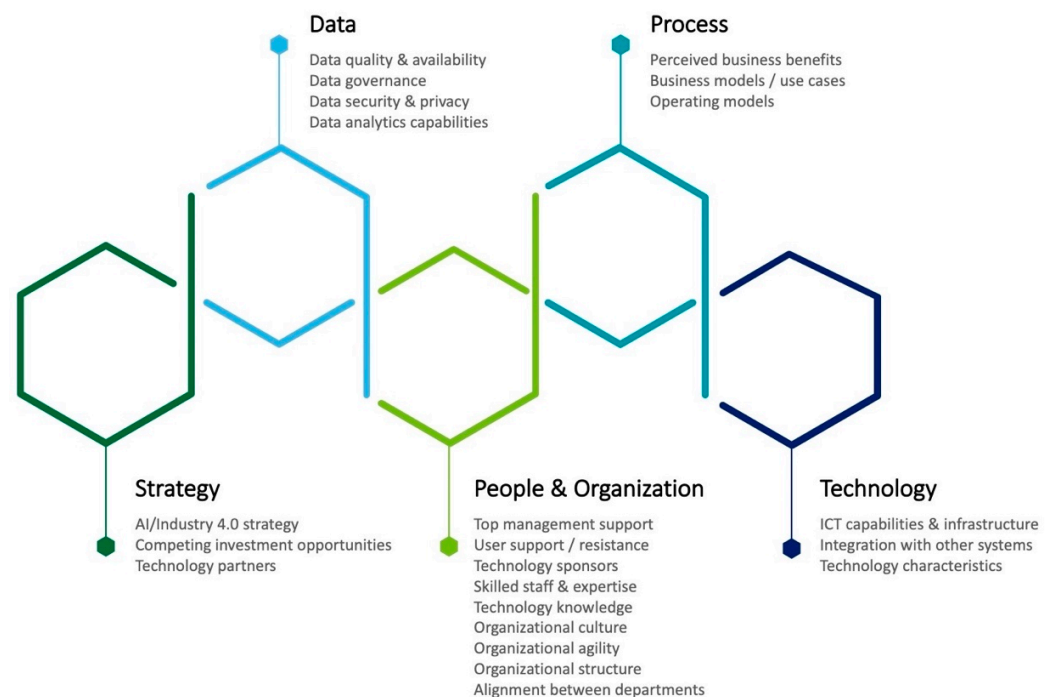 Data
Data quality & availability
Data governance
Data security & privacy
Data analytics capabilities
Process
Perceived business benefits
Business models / use cases
Operating models
Strategy
AI/Industry 4.0 strategy
Competing investment opportunities
Technology partners
People & Organization
Top management support
User support / resistance
Technology sponsors
Skilled staff & expertise
Technology knowledge
Organizational culture
Organizational agility
Organizational structure
Alignment between departments
Technology
ICT capabilities & infrastructure
Integration with other systems
Technology characteristics